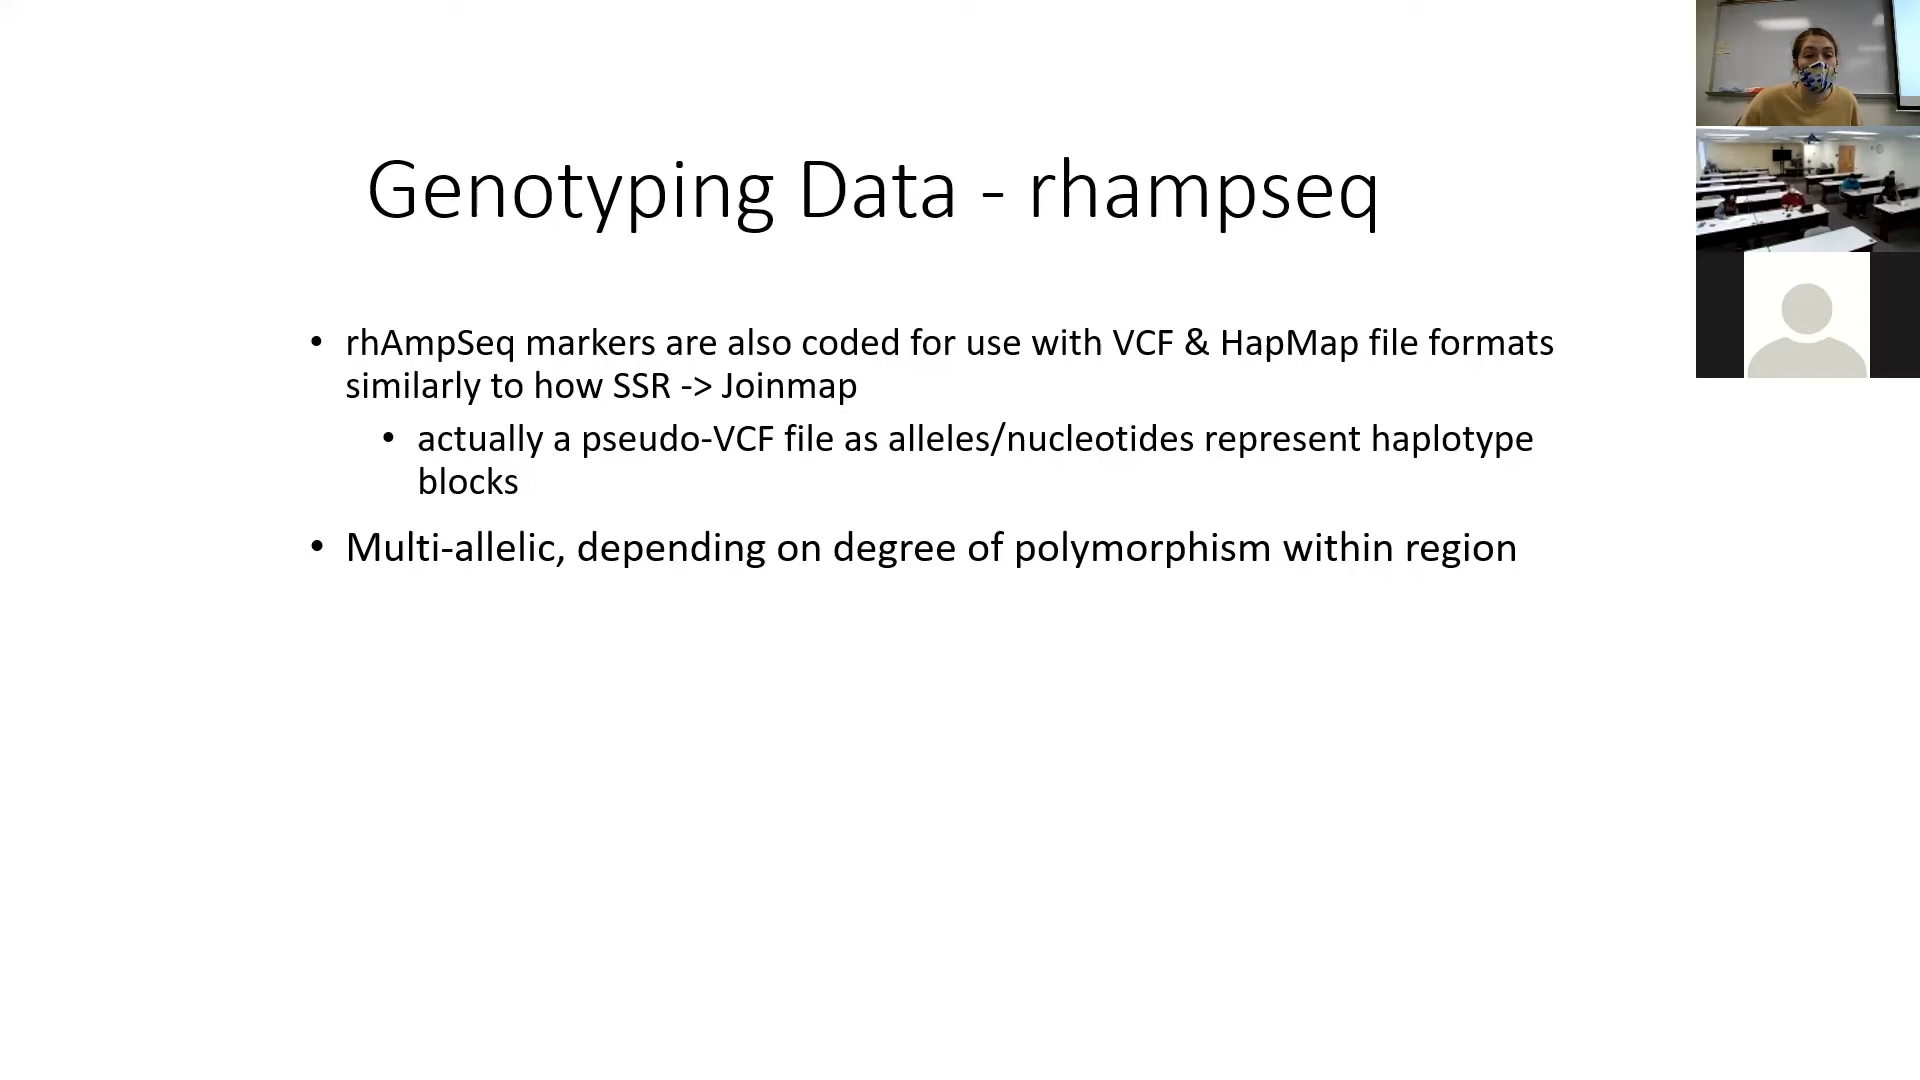 Genotyping Data - rhampseq
• rhAmpSeq markers are also coded for use with VCF & HapMap file formats
similarly to how SSR -> Joinmap
• actually a pseudo-VCF file as alleles/nucleotides represent haplotype
blocks
• Multi-allelic, depending on degree of polymorphism within region